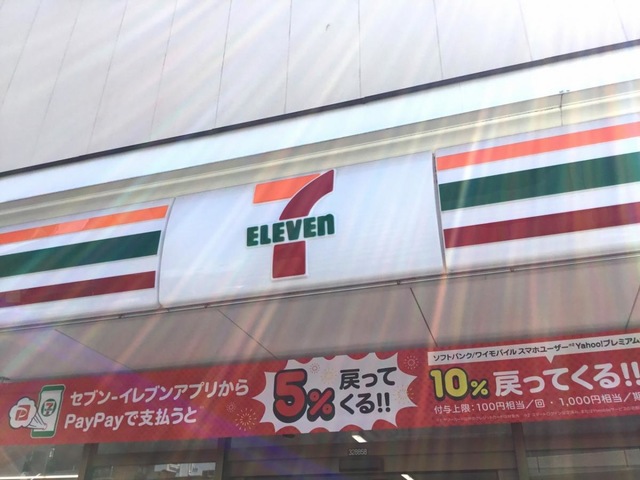 7
ELEVEn
ソフトバンク/ワイモバイル スマホユーザー Yahoo!プレミアム
セブン‐イレブンアプリから
PayPayで支払うと
5%
戻って
くる!!
10%戻ってくる!!
付与上限:100円相当/回・1,000円相当/期
328858